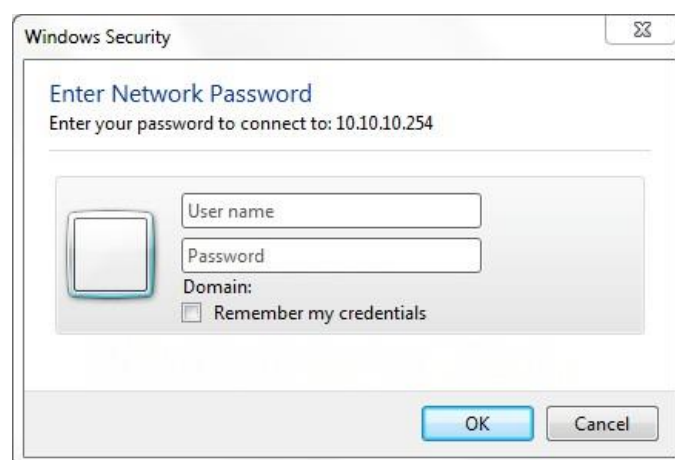 Windows Security
Enter Network Password
Enter your password to connect to: 10.10.10.254
User name
Password
Domain:
Remember my credentials
OK
Cancel